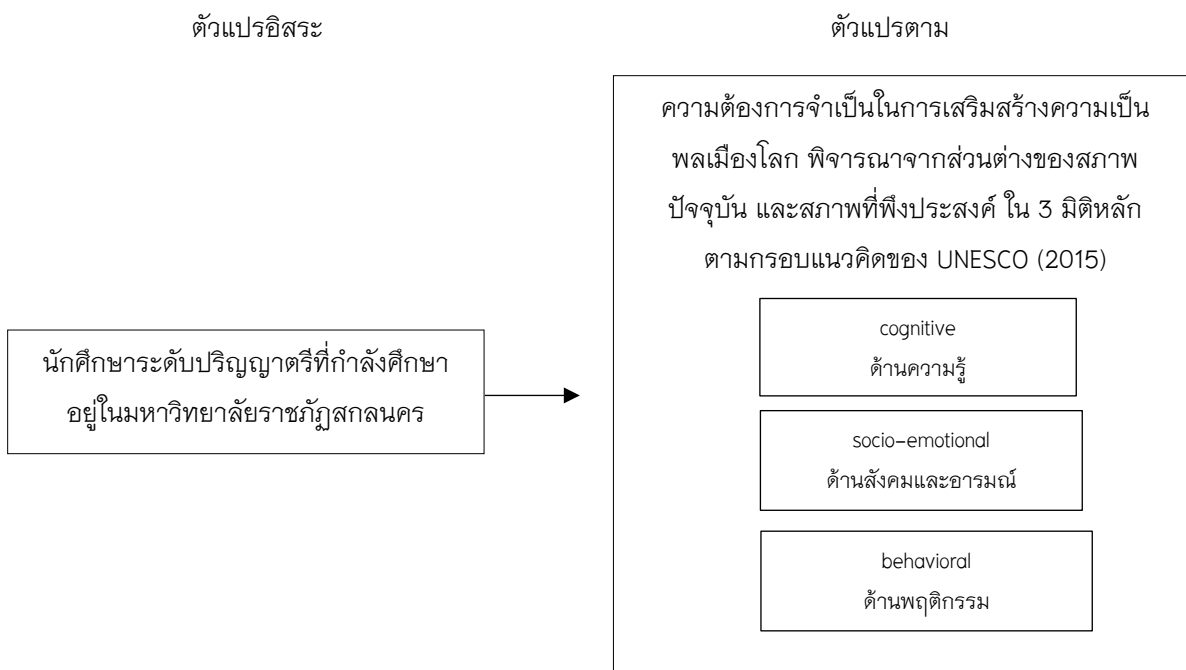 ตัวแปรอิสระ
ตัวแปรตาม
ความต้องการจำเป็นในการเสริมสร้างความเป็น
พลเมืองโลก พิจารณาจากส่วนต่างของสภาพ
ปัจจุบัน และสภาพที่พึงประสงค์ ใน 3 มิติหลัก
ตามกรอบแนวคิดของ UNESCO (2015)
cognitive
ด้านความรู้
นักศึกษาระดับปริญญาตรีที่กำลังศึกษา
อยู่ในมหาวิทยาลัยราชภัฏสกลนคร
socio-emotional
ด้านสังคมและอารมณ์
behavioral
ด้านพฤติกรรม